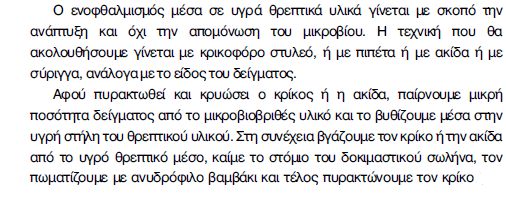 Ο ενοφθαλμισμός μέσα σε υγρά θρεπτικά υλικά γίνεται με σκοπό την
ανάπτυξη και όχι την απομόνωση του μικροβίου. Η τεχνική που θα
ακολουθήσουμε γίνεται με κρικοφόρο στυλεό, ή με πιπέτα ή με ακίδα ή με
σύριγγα, ανάλογα με το είδος του δείγματος.
Αφού πυρακτωθεί και κρυώσει ο κρίκος ή η ακίδα, παίρνουμε μικρή
ποσότητα δείγματος από το μικροβιοβριθές υλικό και το βυθίζουμε μέσα στην
υγρή στήλη του θρεπτικού υλικού. Στη συνέχεια βγάζουμε τον κρίκο ή την ακίδα
από το υγρό θρεπτικό μέσο, καίμε το στόμιο του δοκιμαστικού σωλήνα, τον
πωματίζουμε με ανυδρόφιλο βαμβάκι και τέλος πυρακτώνουμε τον κρίκο